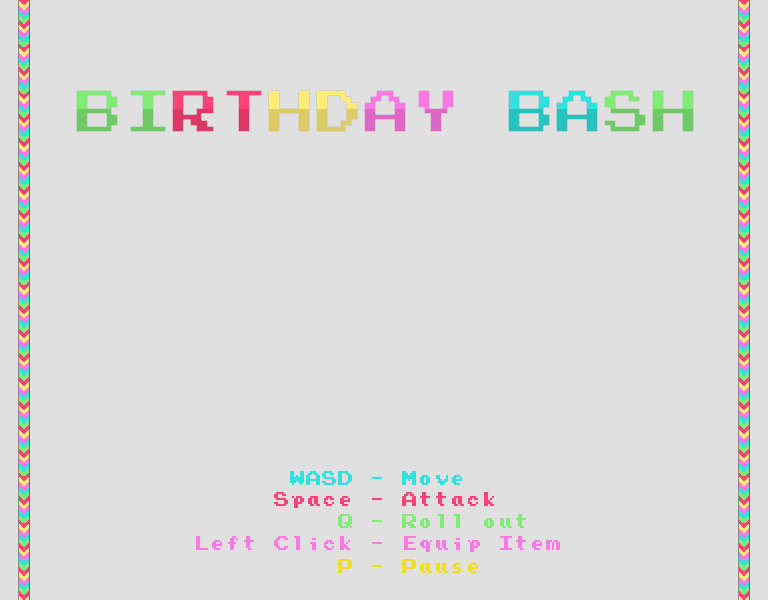 BIRTHDAY BASH
WASD - Move
Space - Attack
Q - Roll out
Left Click - Equip Item
P - Pause